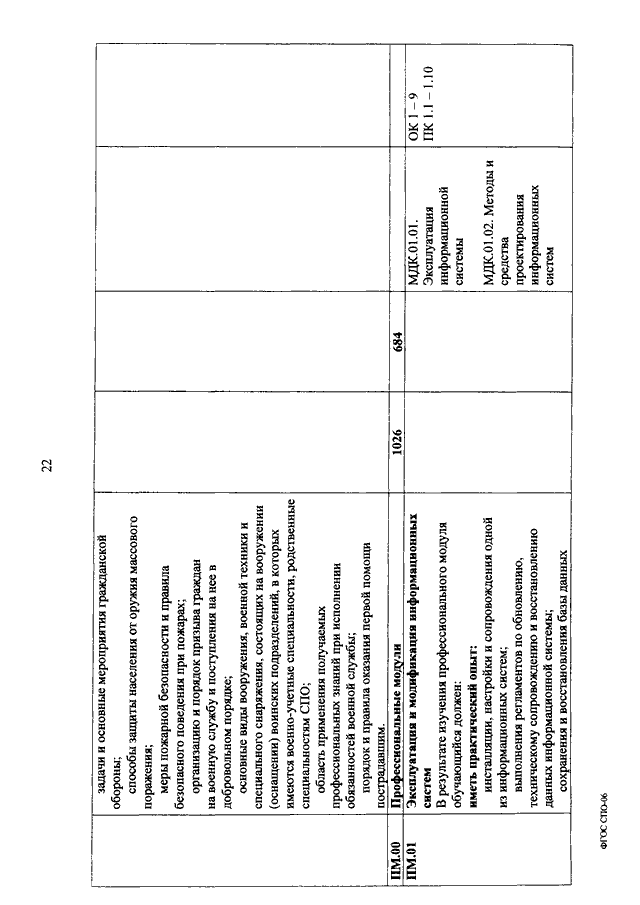 22
задачи и основные мероприятия гражданской
обороны;
способы защиты населения от оружия массового
поражения;
меры пожарной безопасности и правила
безопасного поведения при пожарах;
организацию и порядок призыва граждан
на военную службу и поступления на нее в
добровольном порядке;
основные виды вооружения, военной техники и
специального снаряжения, состоящих на вооружении
(оснащении) воинских подразделений, в которых
имеются военно-учетные специальности, родственные
специальностям СПО;
область применения получаемых
профессиональных знаний при исполнении
обязанностей военной службы;
порядок и правила оказания первой помощи
пострадавшим.
ПМ.00 Профессиональные модули 1026 684
ПМ.01
Эксплуатация и модификация информационных
систем
В результате изучения профессионального модуля
обучающийся должен:
иметь практический опыт:
инсталляции, настройки и сопровождения одной
из информационных систем;
выполнения регламентов по обновлению,
техническому сопровождению и восстановлению
данных информационной системы;
сохранения и восстановления базы данных
МДК.01.01.
Эксплуатация
информационной
системы
МДК.01.02. Методы и
средства
проектирования
информационных
систем
ОК 1 – 9
ПК 1.1 – 1.10
ФГОС СПО-06